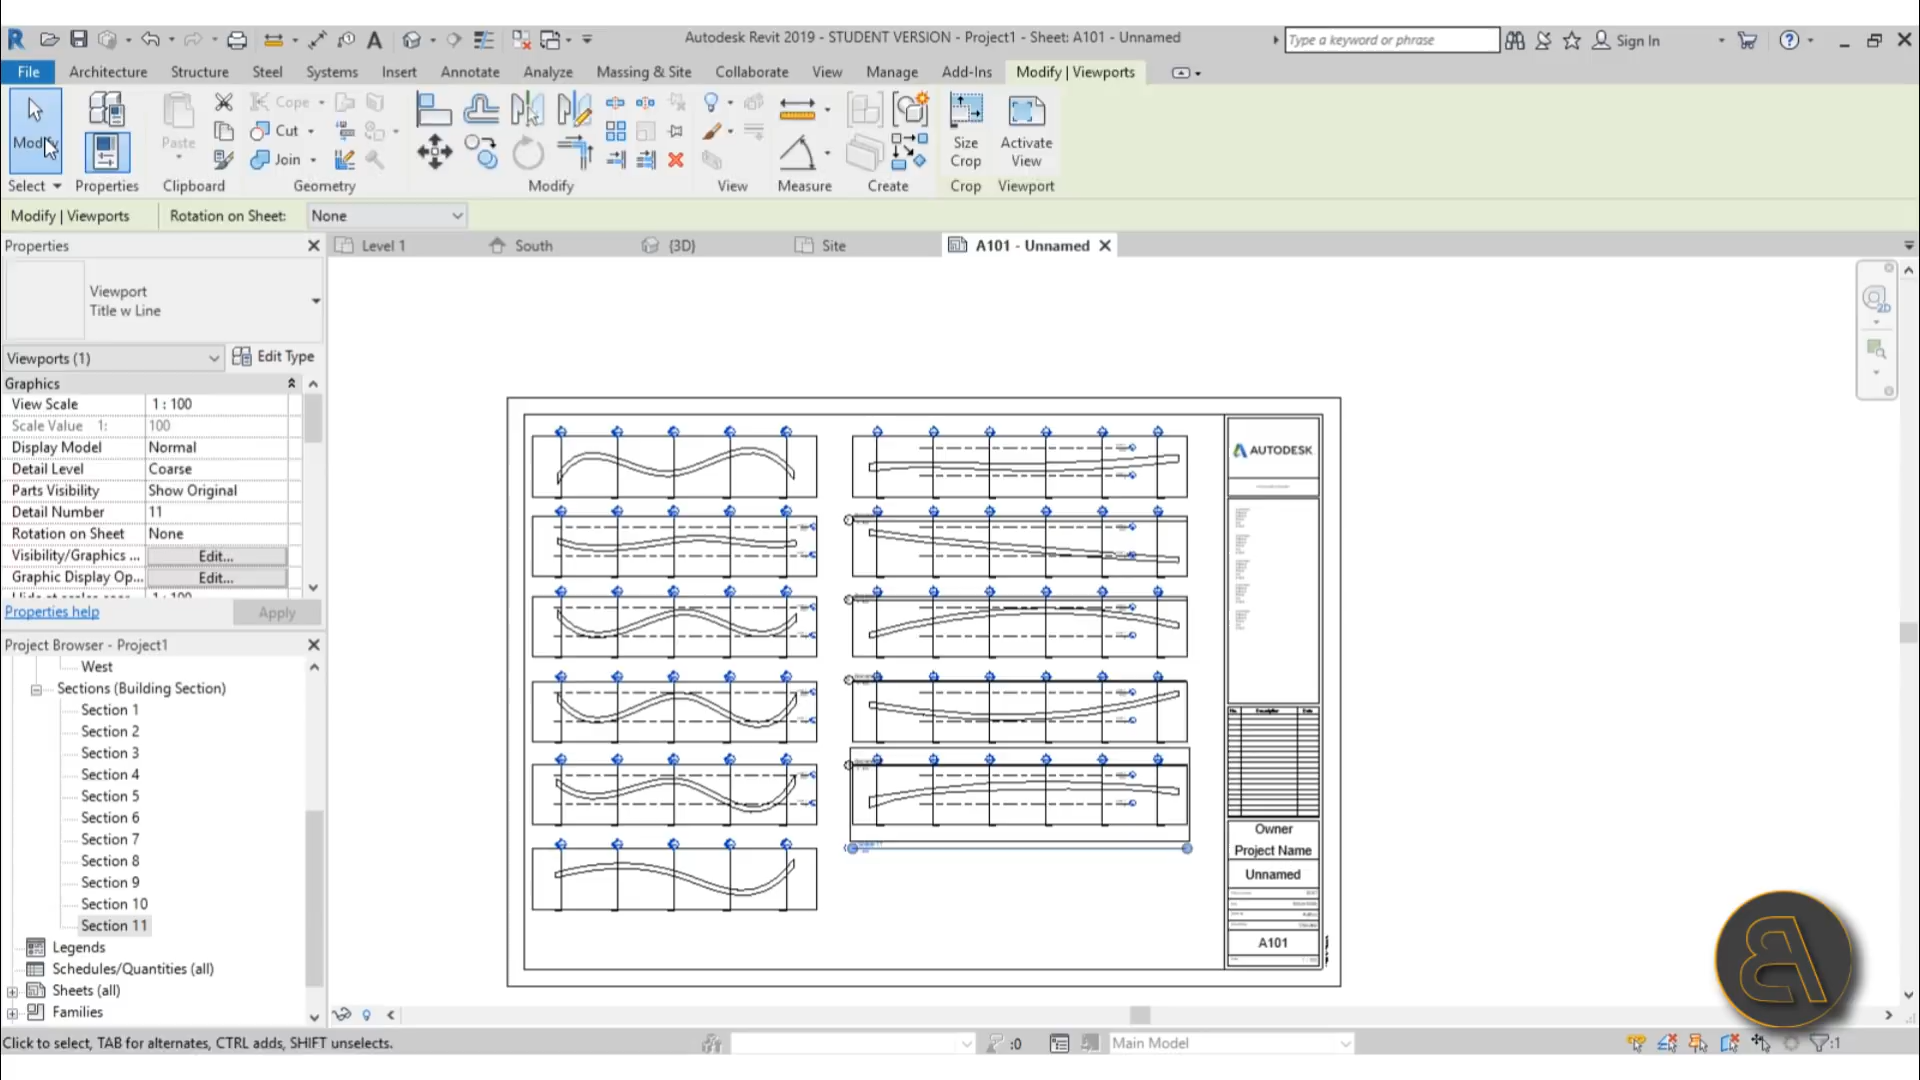 Autodesk Revit 2019 - STUDENT VERSION - Project1 - Sheet: A101 - Unnamed
Type a keyword or phrase
Sign In
File Architecture Structure Steel Systems Insert Annotate Analyze Massing & Site Collaborate View Manage Add-Ins Modify | Viewports
Modify
Paste
Cope
Cut
Join
Size Crop
Activate View
Select Properties Clipboard Geometry Modify View Measure Create Crop Viewport
Modify | Viewports Rotation on Sheet: None
Properties
Level 1 South {3D} Site A101 - Unnamed
Viewport
Title w Line
Viewports (1) Edit Type
Graphics
View Scale 1 : 100
Scale Value 1: 100
Display Model Normal
Detail Level Coarse
Parts Visibility Show Original
Detail Number 11
Rotation on Sheet None
Visibility/Graphics ... Edit...
Graphic Display Op... Edit...
Properties help Apply
Project Browser - Project1
West
Sections (Building Section)
Section 1
Section 2
Section 3
Section 4
Section 5
Section 6
Section 7
Section 8
Section 9
Section 10
Section 11
Legends
Schedules/Quantities (all)
Sheets (all)
Families
AUTODESK
Owner
Project Name
Unnamed
A101
2D
Click to select, TAB for alternates, CTRL adds, SHIFT unselects.
:0
Main Model
:1